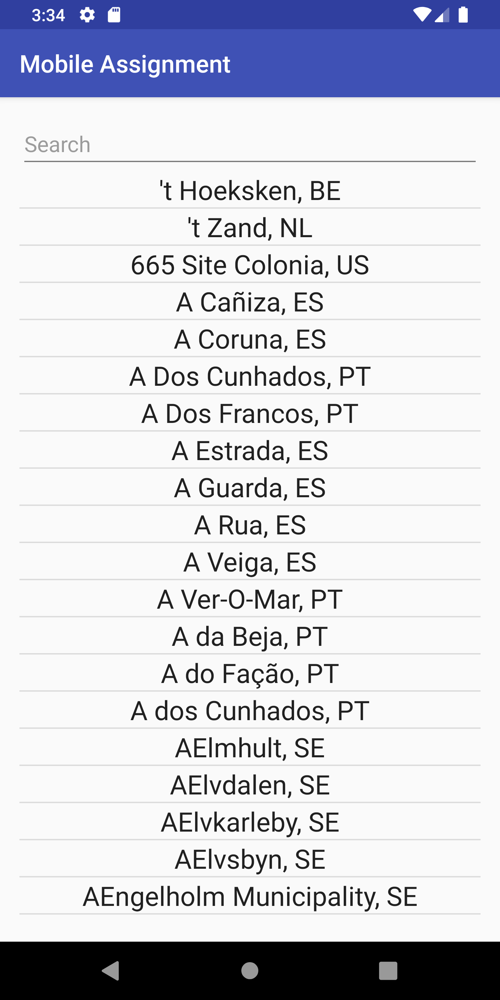 3:34
Mobile Assignment
Search
't Hoeksken, BE
't Zand, NL
665 Site Colonia, US
A Cañiza, ES
A Coruna, ES
A Dos Cunhados, PT
A Dos Francos, PT
A Estrada, ES
A Guarda, ES
A Rua, ES
A Veiga, ES
A Ver-O-Mar, PT
A da Beja, PT
A do Fação, PT
A dos Cunhados, PT
AElmhult, SE
AElvdalen, SE
AElvkarleby, SE
AElvsbyn, SE
AEngelholm Municipality, SE